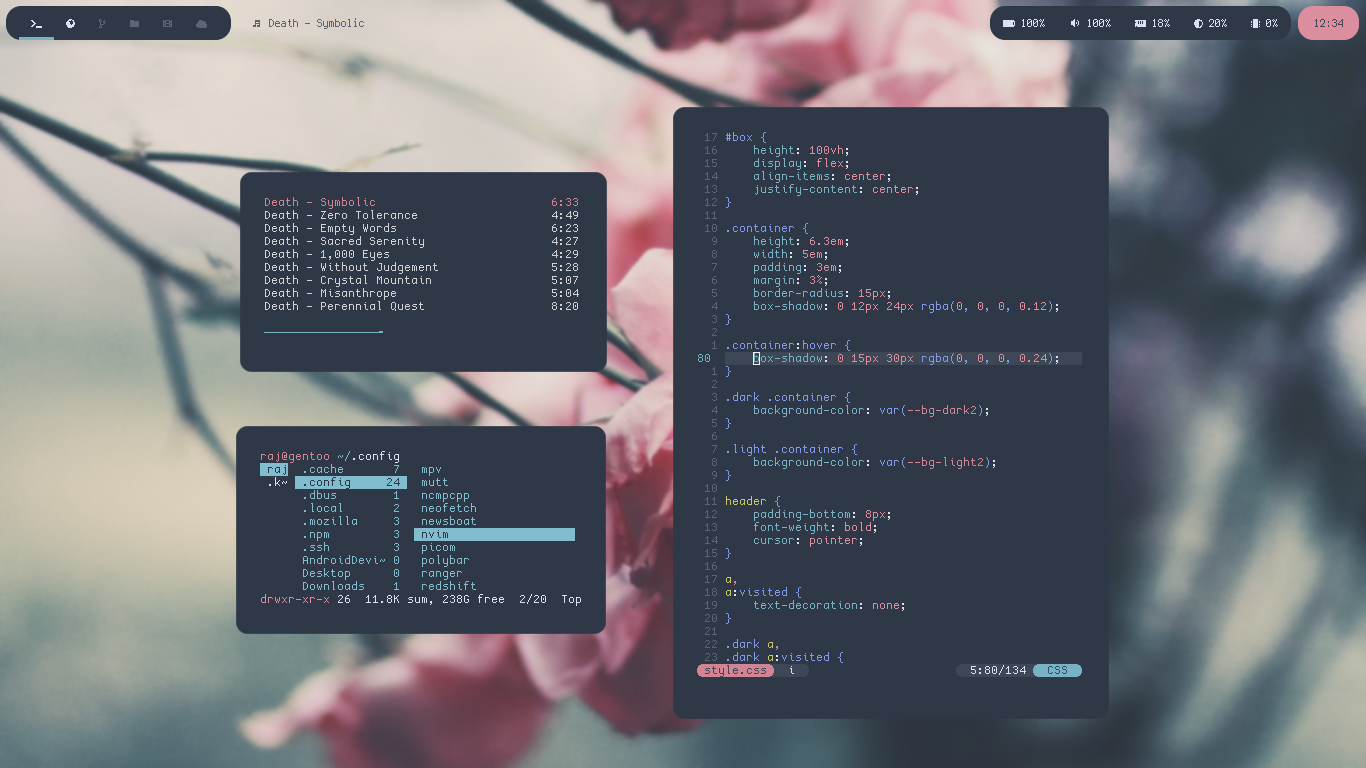 Death - Symbolic
100% 100% 18% 20% 0%
12:34
Death - Symbolic 6:33
Death - Zero Tolerance 4:49
Death - Empty Words 6:23
Death - Sacred Serenity 4:27
Death - 1,000 Eyes 4:29
Death - Without Judgement 5:28
Death - Crystal Mountain 5:07
Death - Misanthrope 5:04
Death - Perennial Quest 8:20
raj@gentoo ~/.config
raj .cache 7 mpv
.k~ .config 24 mutt
.dbus 1 ncmpcpp
.local 2 neofetch
.mozilla 3 newsboat
.npm 3 nvim
.ssh 3 picom
AndroidDevi~ 0 polybar
Desktop 0 ranger
Downloads 1 redshift
drwxr-xr-x 26 11.8K sum, 238G free 2/20 Top
17 #box {
16 height: 100vh;
15 display: flex;
14 align-items: center;
13 justify-content: center;
12 }
11
10 .container {
9 height: 6.3em;
8 width: 5em;
7 padding: 3em;
6 margin: 3%;
5 border-radius: 15px;
4 box-shadow: 0 12px 24px rgba(0, 0, 0, 0.12);
3 }
2
1 .container:hover {
80 box-shadow: 0 15px 30px rgba(0, 0, 0, 0.24);
1 }
2
3 .dark .container {
4 background-color: var(--bg-dark2);
5 }
6
7 .light .container {
8 background-color: var(--bg-light2);
9 }
10
11 header {
12 padding-bottom: 8px;
13 font-weight: bold;
14 cursor: pointer;
15 }
16
17 a,
18 a:visited {
19 text-decoration: none;
20 }
21
22 .dark a,
23 .dark a:visited {
style.css i 5:80/134 CSS